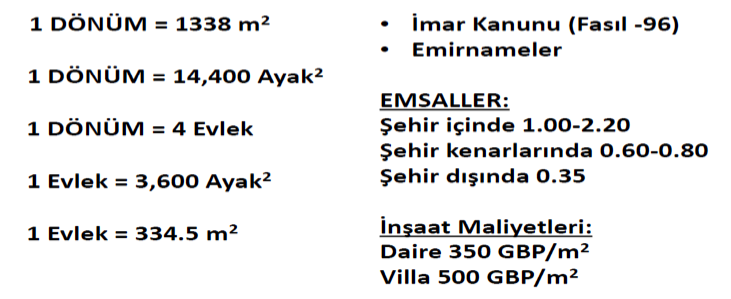 1 DÖNÜM = 1338 m²
1 DÖNÜM = 14,400 Ayak²
1 DÖNÜM = 4 Evlek
1 Evlek = 3,600 Ayak²
1 Evlek = 334.5 m²
• İmar Kanunu (Fasıl -96)
• Emirnameler
EMSALLER:
Şehir içinde 1.00-2.20
Şehir kenarlarında 0.60-0.80
Şehir dışında 0.35
İnşaat Maliyetleri:
Daire 350 GBP/m²
Villa 500 GBP/m²